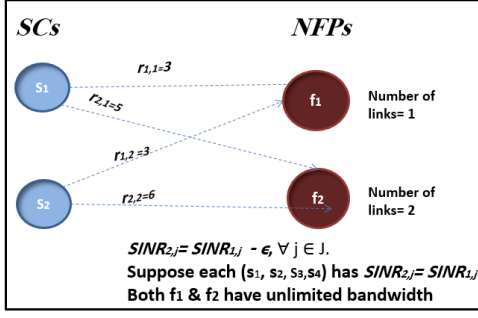 SCs NFPs
r1,1=3
S1 f1 Number of links= 1
r2,1=5
r1,2=3
S2 f2 Number of links= 2
r2,2=6
SINR2,j= SINR1,j - ϵ, ∀ j ∈ J.
Suppose each (s1, s2, s3,s4) has SINR2,j= SINR1,j
Both f1 & f2 have unlimited bandwidth